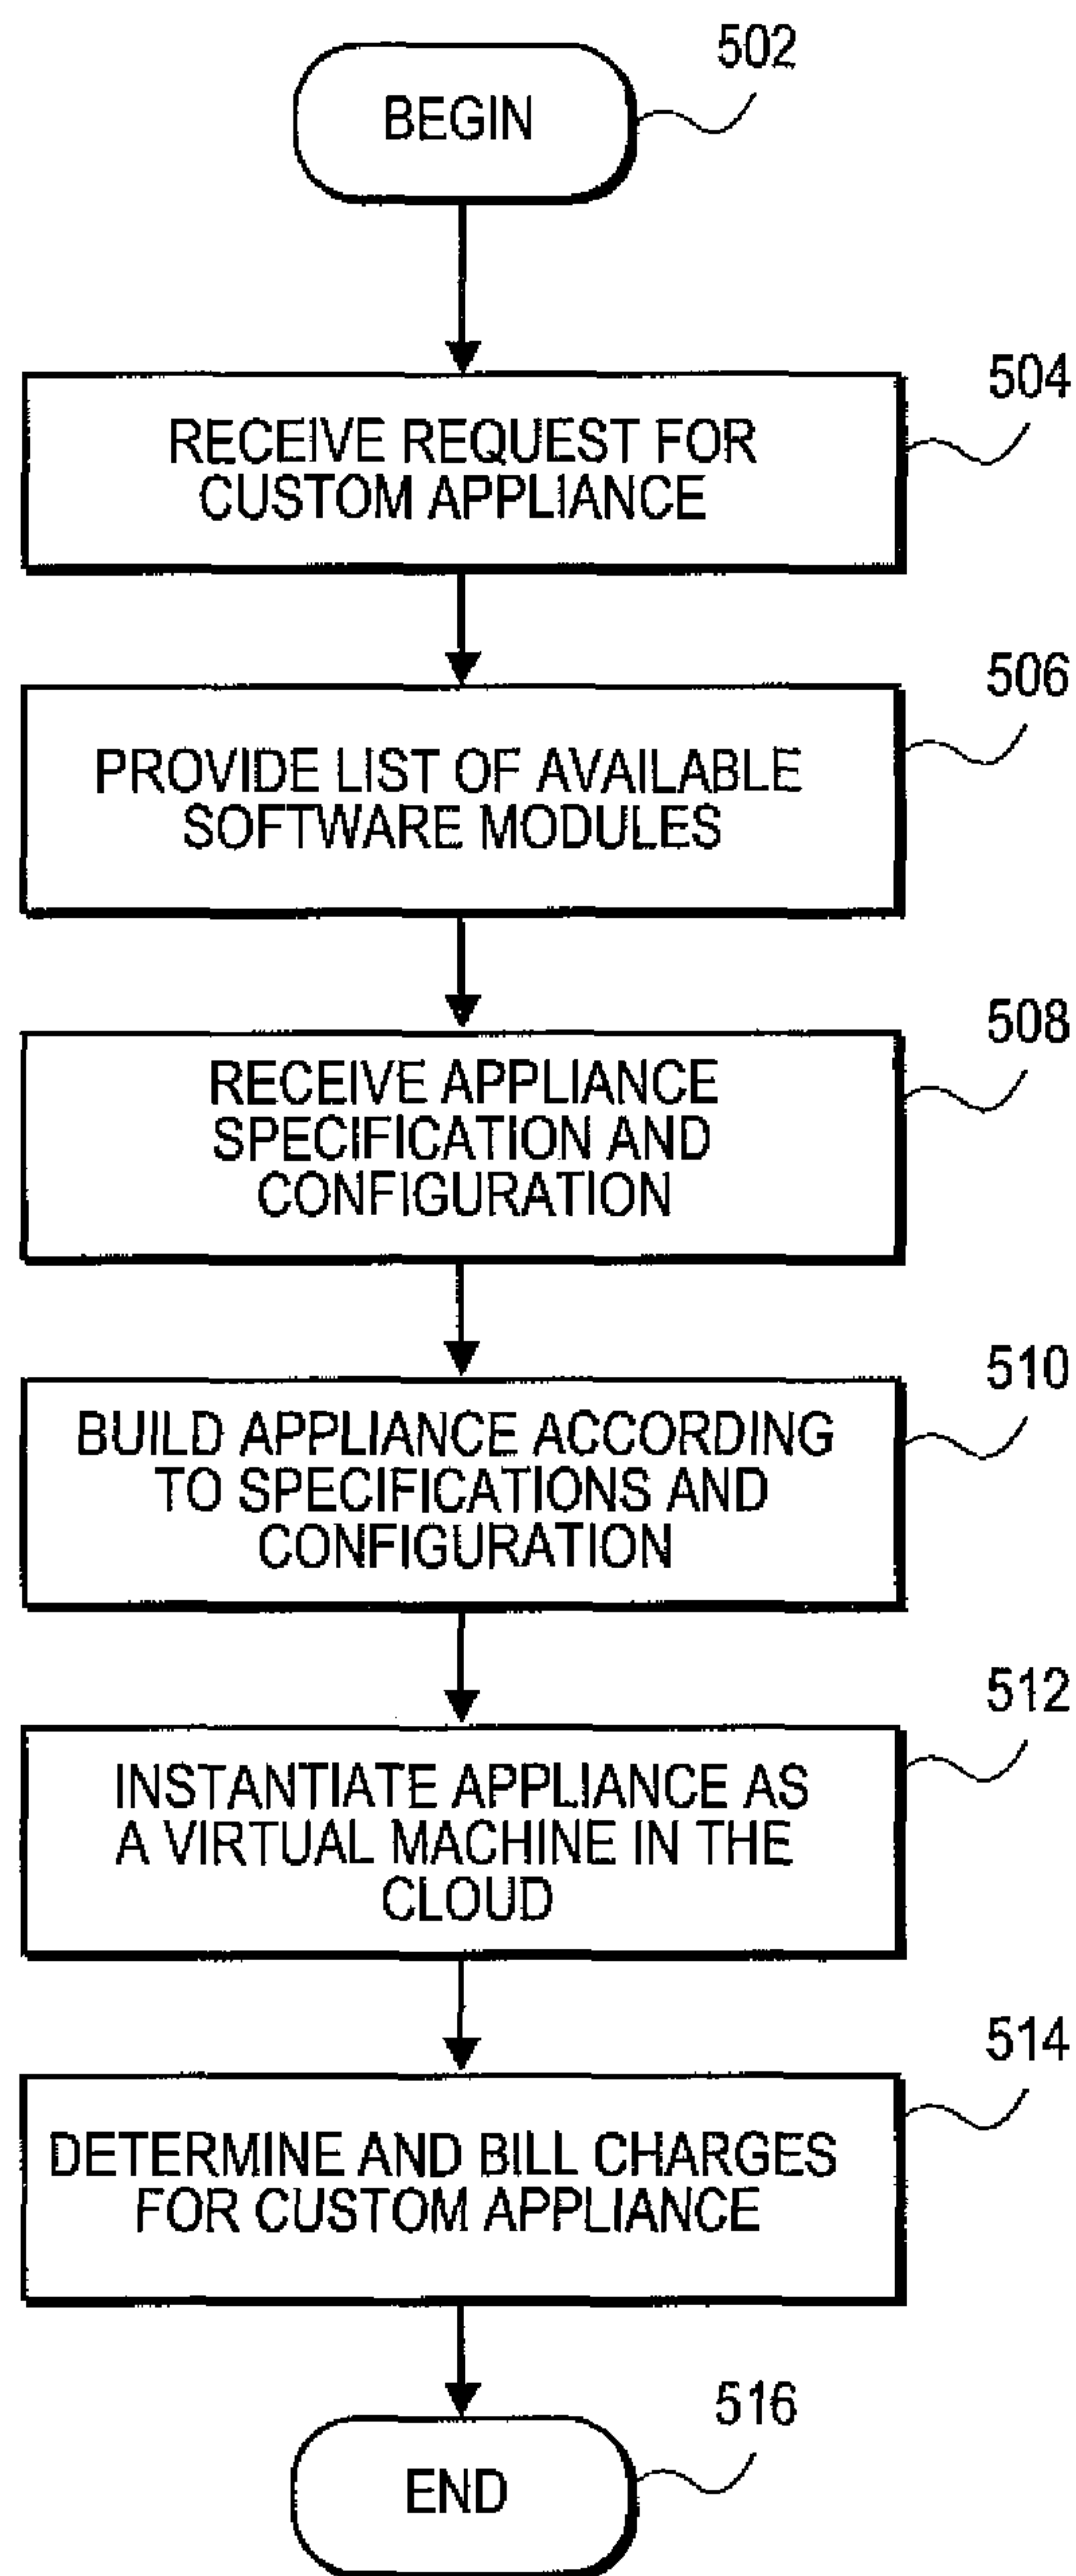 502
BEGIN
504
RECEIVE REQUEST FOR
CUSTOM APPLIANCE
506
PROVIDE LIST OF AVAILABLE
SOFTWARE MODULES
508
RECEIVE APPLIANCE
SPECIFICATION AND
CONFIGURATION
510
BUILD APPLIANCE ACCORDING
TO SPECIFICATIONS AND
CONFIGURATION
512
INSTANTIATE APPLIANCE AS
A VIRTUAL MACHINE IN THE
CLOUD
514
DETERMINE AND BILL CHARGES
FOR CUSTOM APPLIANCE
516
END